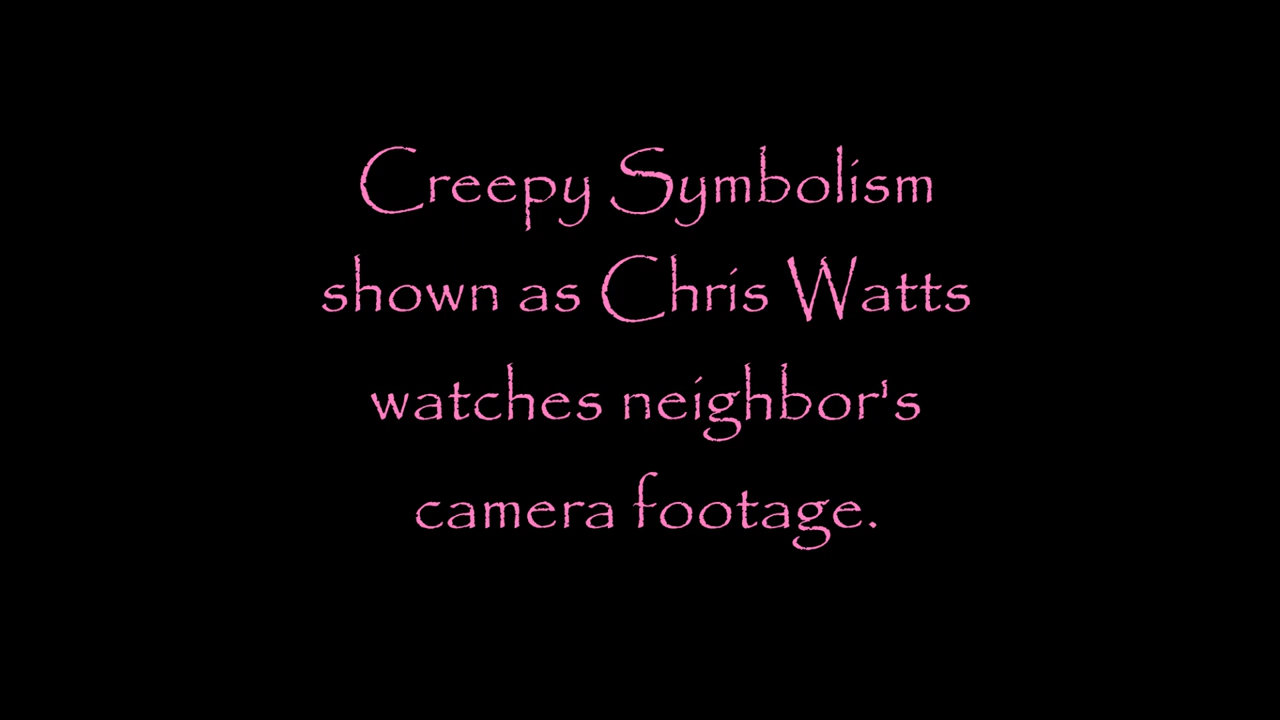 Creepy Symbolism
shown as Chris Watts
watches neighbor's
camera footage.